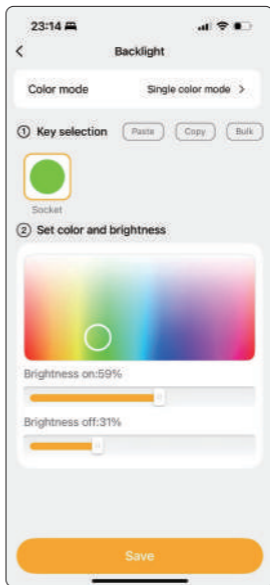 23:14
Backlight
Color mode Single color mode >
① Key selection Paste Copy Bulk
Socket
② Set color and brightness
Brightness on:59%
Brightness off:31%
Save